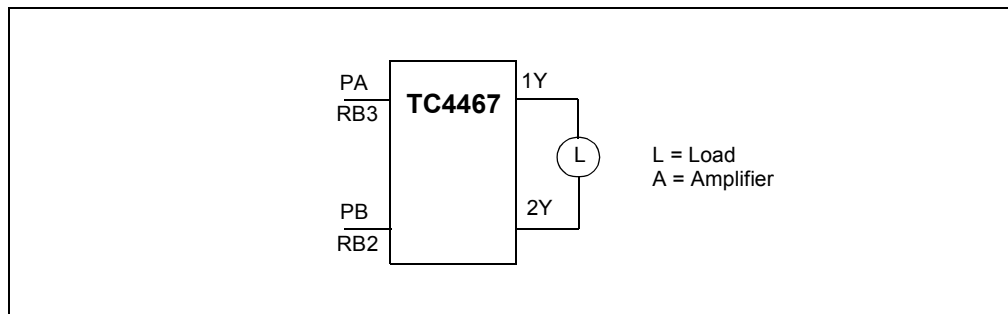 PA
RB3
TC4467
1Y
L
L = Load
A = Amplifier
PB
RB2
2Y